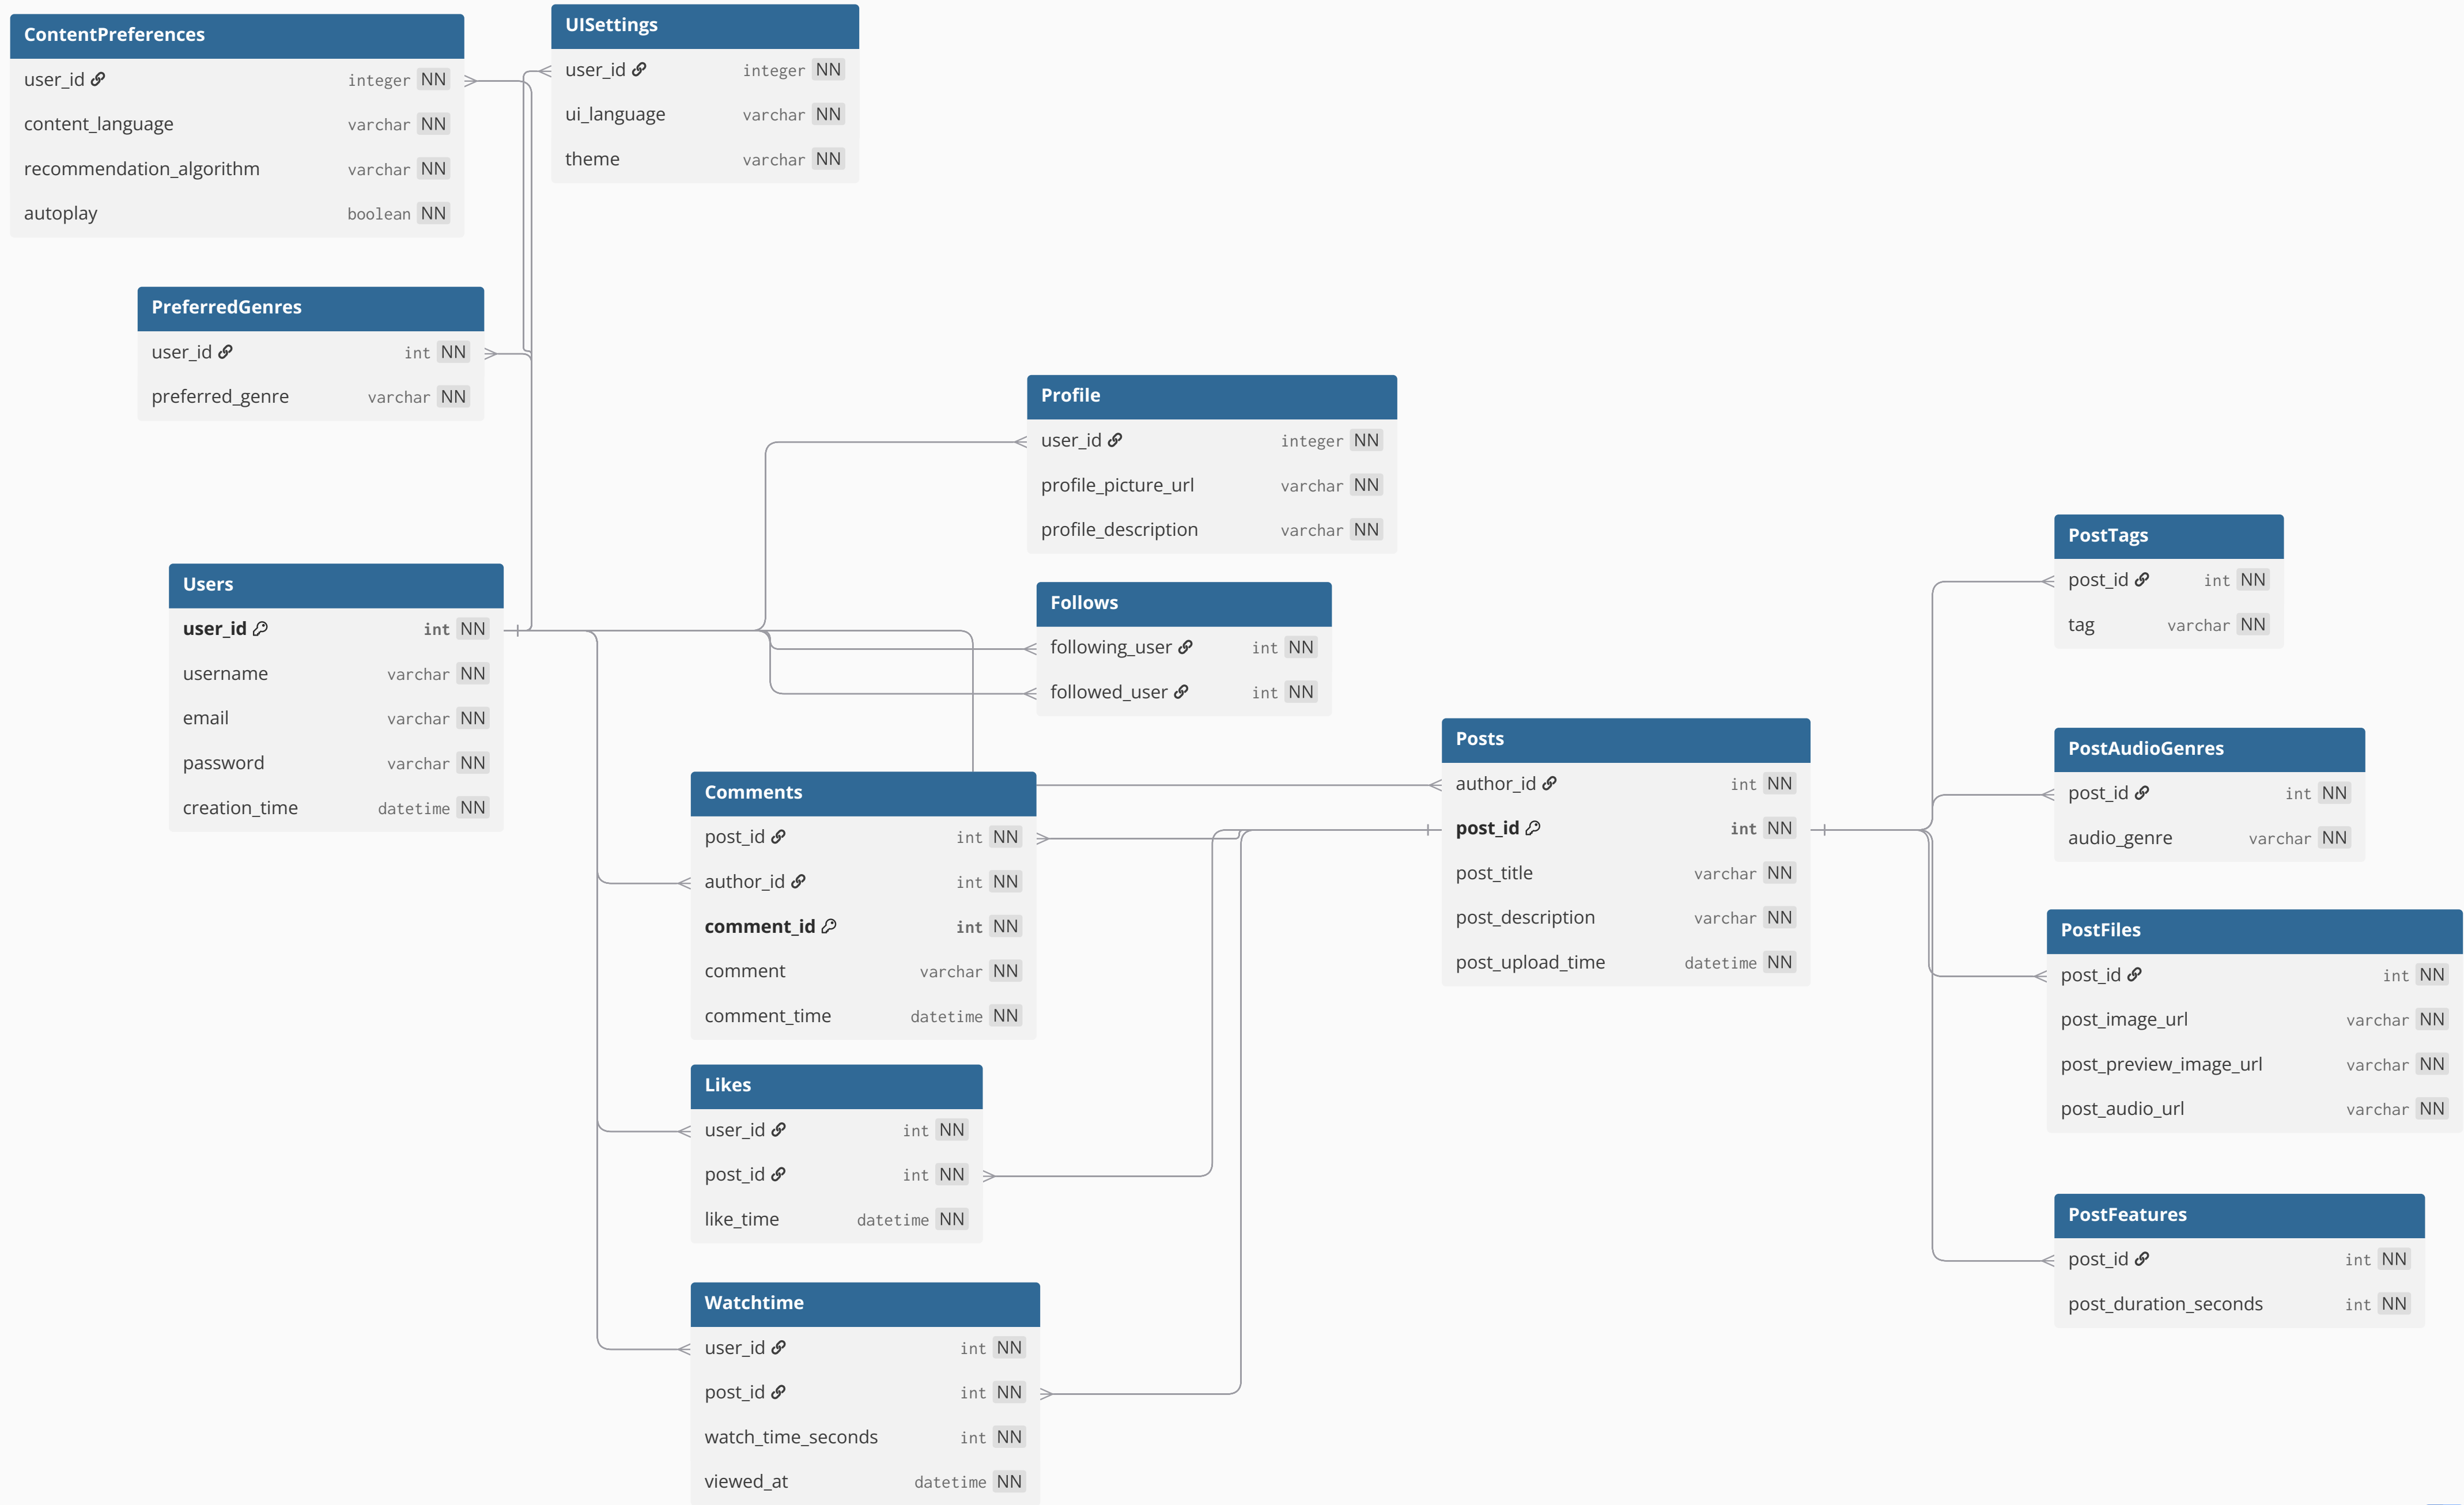 ContentPreferences
user_id integer NN
content_language varchar NN
recommendation_algorithm varchar NN
autoplay boolean NN
UISettings
user_id integer NN
ui_language varchar NN
theme varchar NN
PreferredGenres
user_id int NN
preferred_genre varchar NN
Profile
user_id integer NN
profile_picture_url varchar NN
profile_description varchar NN
Users
user_id int NN
username varchar NN
email varchar NN
password varchar NN
creation_time datetime NN
Follows
following_user int NN
followed_user int NN
Comments
post_id int NN
author_id int NN
comment_id int NN
comment varchar NN
comment_time datetime NN
Likes
user_id int NN
post_id int NN
like_time datetime NN
Watchtime
user_id int NN
post_id int NN
watch_time_seconds int NN
viewed_at datetime NN
Posts
author_id int NN
post_id int NN
post_title varchar NN
post_description varchar NN
post_upload_time datetime NN
PostTags
post_id int NN
tag varchar NN
PostAudioGenres
post_id int NN
audio_genre varchar NN
PostFiles
post_id int NN
post_image_url varchar NN
post_preview_image_url varchar NN
post_audio_url varchar NN
PostFeatures
post_id int NN
post_duration_seconds int NN